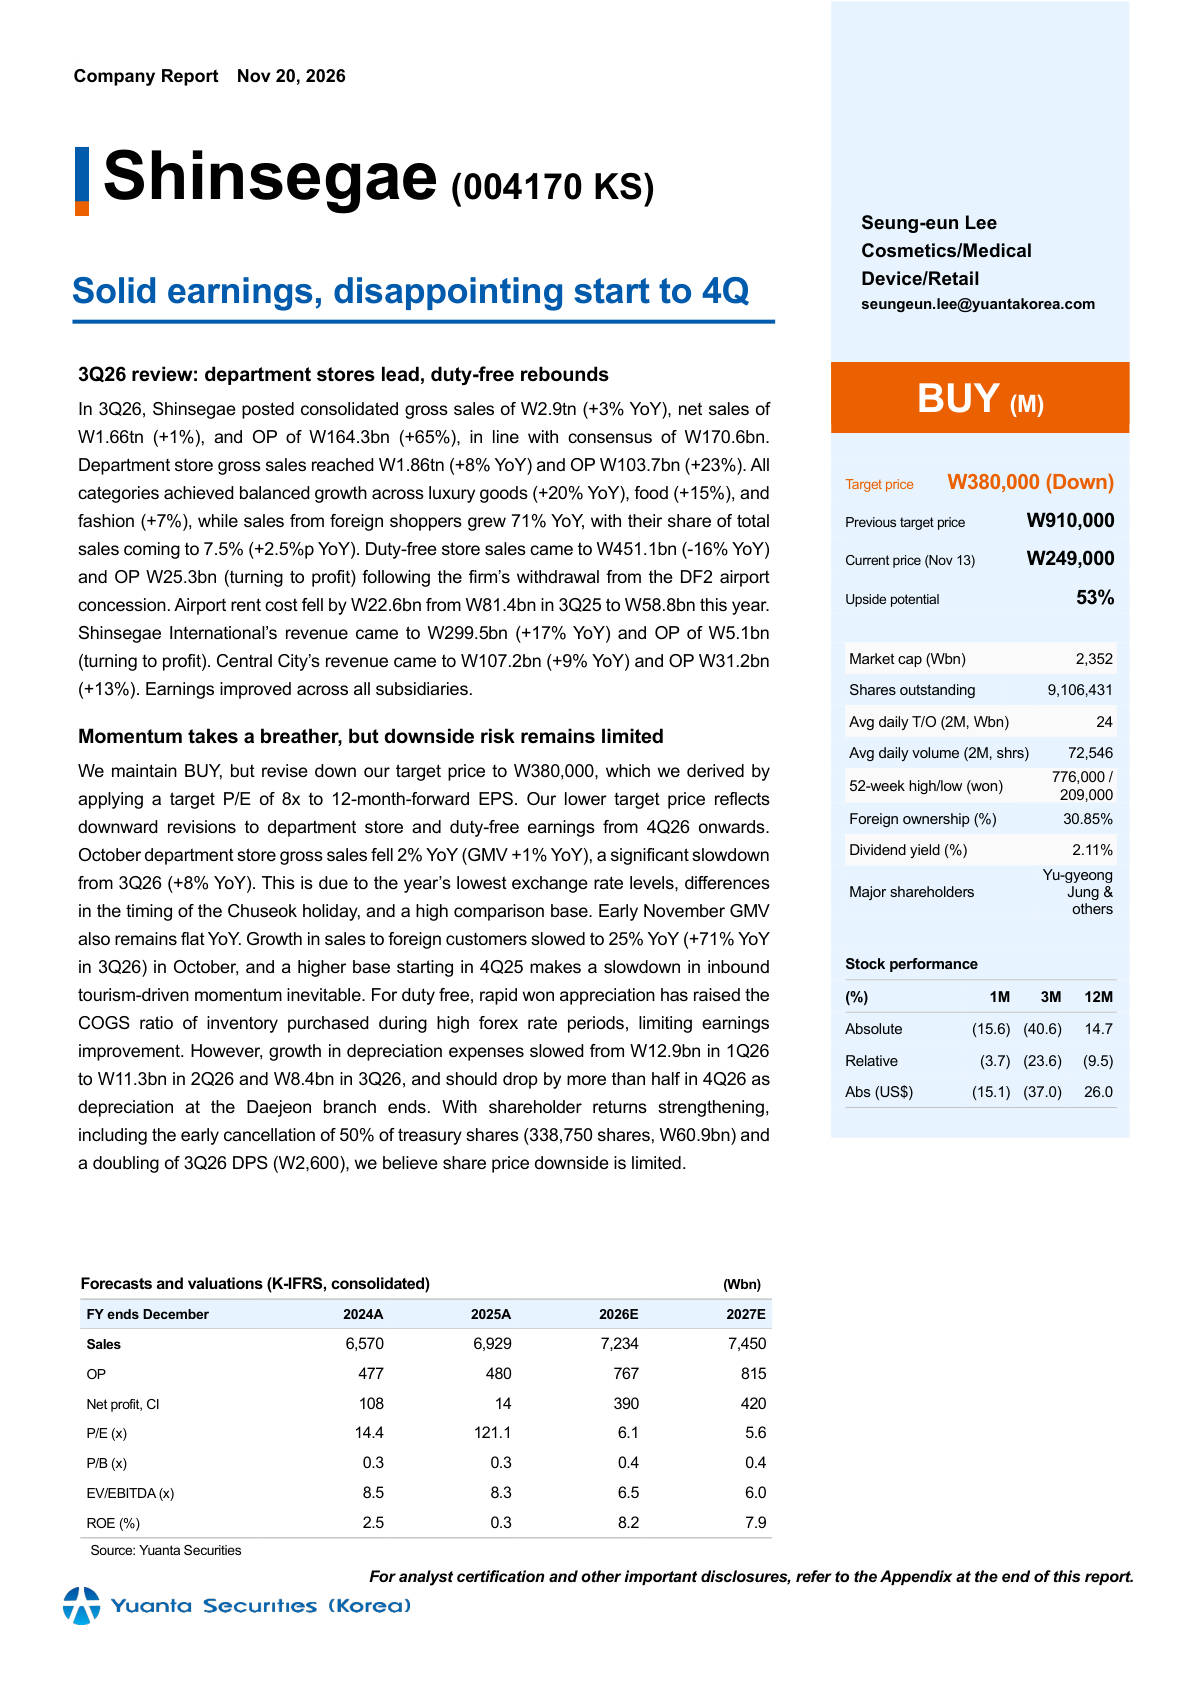 Company Report Nov 20, 2026
Shinsegae (004170 KS)
Solid earnings, disappointing start to 4Q
3Q26 review: department stores lead, duty-free rebounds
In 3Q26, Shinsegae posted consolidated gross sales of W2.9tn (+3% YoY), net sales of
W1.66tn (+1%), and OP of W164.3bn (+65%), in line with consensus of W170.6bn.
Department store gross sales reached W1.86tn (+8% YoY) and OP W103.7bn (+23%). All
categories achieved balanced growth across luxury goods (+20% YoY), food (+15%), and
fashion (+7%), while sales from foreign shoppers grew 71% YoY, with their share of total
sales coming to 7.5% (+2.5%p YoY). Duty-free store sales came to W451.1bn (-16% YoY)
and OP W25.3bn (turning to profit) following the firm’s withdrawal from the DF2 airport
concession. Airport rent cost fell by W22.6bn from W81.4bn in 3Q25 to W58.8bn this year.
Shinsegae International’s revenue came to W299.5bn (+17% YoY) and OP of W5.1bn
(turning to profit). Central City’s revenue came to W107.2bn (+9% YoY) and OP W31.2bn
(+13%). Earnings improved across all subsidiaries.
Momentum takes a breather, but downside risk remains limited
We maintain BUY, but revise down our target price to W380,000, which we derived by
applying a target P/E of 8x to 12-month-forward EPS. Our lower target price reflects
downward revisions to department store and duty-free earnings from 4Q26 onwards.
October department store gross sales fell 2% YoY (GMV +1% YoY), a significant slowdown
from 3Q26 (+8% YoY). This is due to the year’s lowest exchange rate levels, differences
in the timing of the Chuseok holiday, and a high comparison base. Early November GMV
also remains flat YoY. Growth in sales to foreign customers slowed to 25% YoY (+71% YoY
in 3Q26) in October, and a higher base starting in 4Q25 makes a slowdown in inbound
tourism-driven momentum inevitable. For duty free, rapid won appreciation has raised the
COGS ratio of inventory purchased during high forex rate periods, limiting earnings
improvement. However, growth in depreciation expenses slowed from W12.9bn in 1Q26
to W11.3bn in 2Q26 and W8.4bn in 3Q26, and should drop by more than half in 4Q26 as
depreciation at the Daejeon branch ends. With shareholder returns strengthening,
including the early cancellation of 50% of treasury shares (338,750 shares, W60.9bn) and
a doubling of 3Q26 DPS (W2,600), we believe share price downside is limited.
Seung-eun Lee
Cosmetics/Medical
Device/Retail
seungeun.lee@yuantakorea.com
BUY (M)
Target price W380,000 (Down)
Previous target price W910,000
Current price (Nov 13) W249,000
Upside potential 53%
Market cap (Wbn) 2,352
Shares outstanding 9,106,431
Avg daily T/O (2M, Wbn) 24
Avg daily volume (2M, shrs) 72,546
52-week high/low (won) 776,000 /
209,000
Foreign ownership (%) 30.85%
Dividend yield (%) 2.11%
Major shareholders Yu-gyeong
Jung &
others
Stock performance
(%) 1M 3M 12M
Absolute (15.6) (40.6) 14.7
Relative (3.7) (23.6) (9.5)
Abs (US$) (15.1) (37.0) 26.0
Forecasts and valuations (K-IFRS, consolidated) (Wbn)
FY ends December 2024A 2025A 2026E 2027E
Sales 6,570 6,929 7,234 7,450
OP 477 480 767 815
Net profit, CI 108 14 390 420
P/E (x) 14.4 121.1 6.1 5.6
P/B (x) 0.3 0.3 0.4 0.4
EV/EBITDA (x) 8.5 8.3 6.5 6.0
ROE (%) 2.5 0.3 8.2 7.9
Source: Yuanta Securities
For analyst certification and other important disclosures, refer to the Appendix at the end of this report.
Yuanta Securities (Korea)